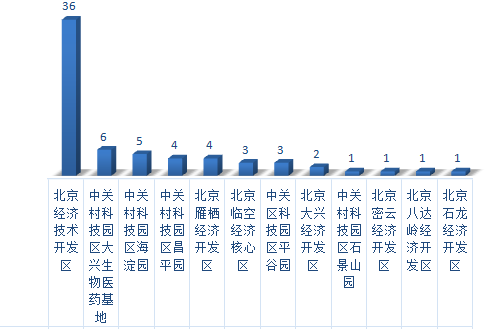 36
6
5
4
4
3
3
2
1
1
1
1
北京
经济
技术
开发
区
中关
村科
技园
区大
兴生
物医
药基
地
中关
村科
技园
区海
淀园
中关
村科
技园
区昌
平园
北京
雁栖
经济
开发
区
北京
临空
经济
核心
区
中关
区科
技园
区平
谷园
北京
大兴
经济
开发
区
中关
村科
技园
区石
景山
园
北京
密云
经济
开发
区
北京
八达
岭经
济开
发区
北京
石龙
经济
开发
区